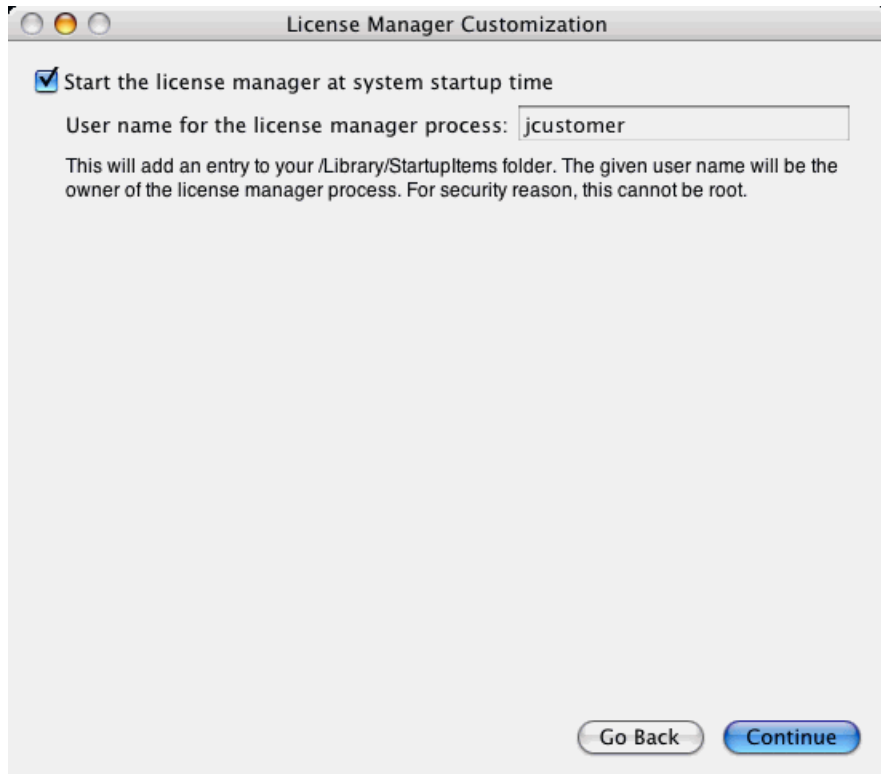 License Manager Customization
Start the license manager at system startup time
User name for the license manager process: jcustomer
This will add an entry to your /Library/StartupItems folder. The given user name will be the
owner of the license manager process. For security reason, this cannot be root.
Go Back Continue